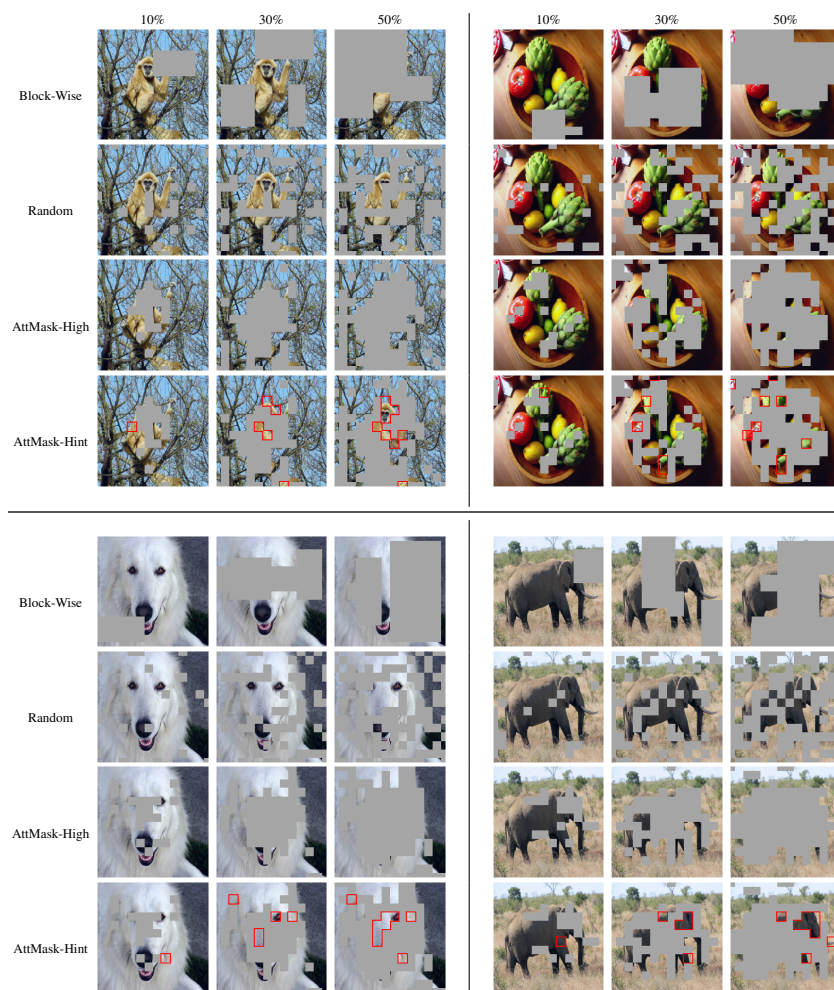 10% 30% 50% 10% 30% 50%
Block-Wise
Random
AttMask-High
AttMask-Hint
Block-Wise
Random
AttMask-High
AttMask-Hint